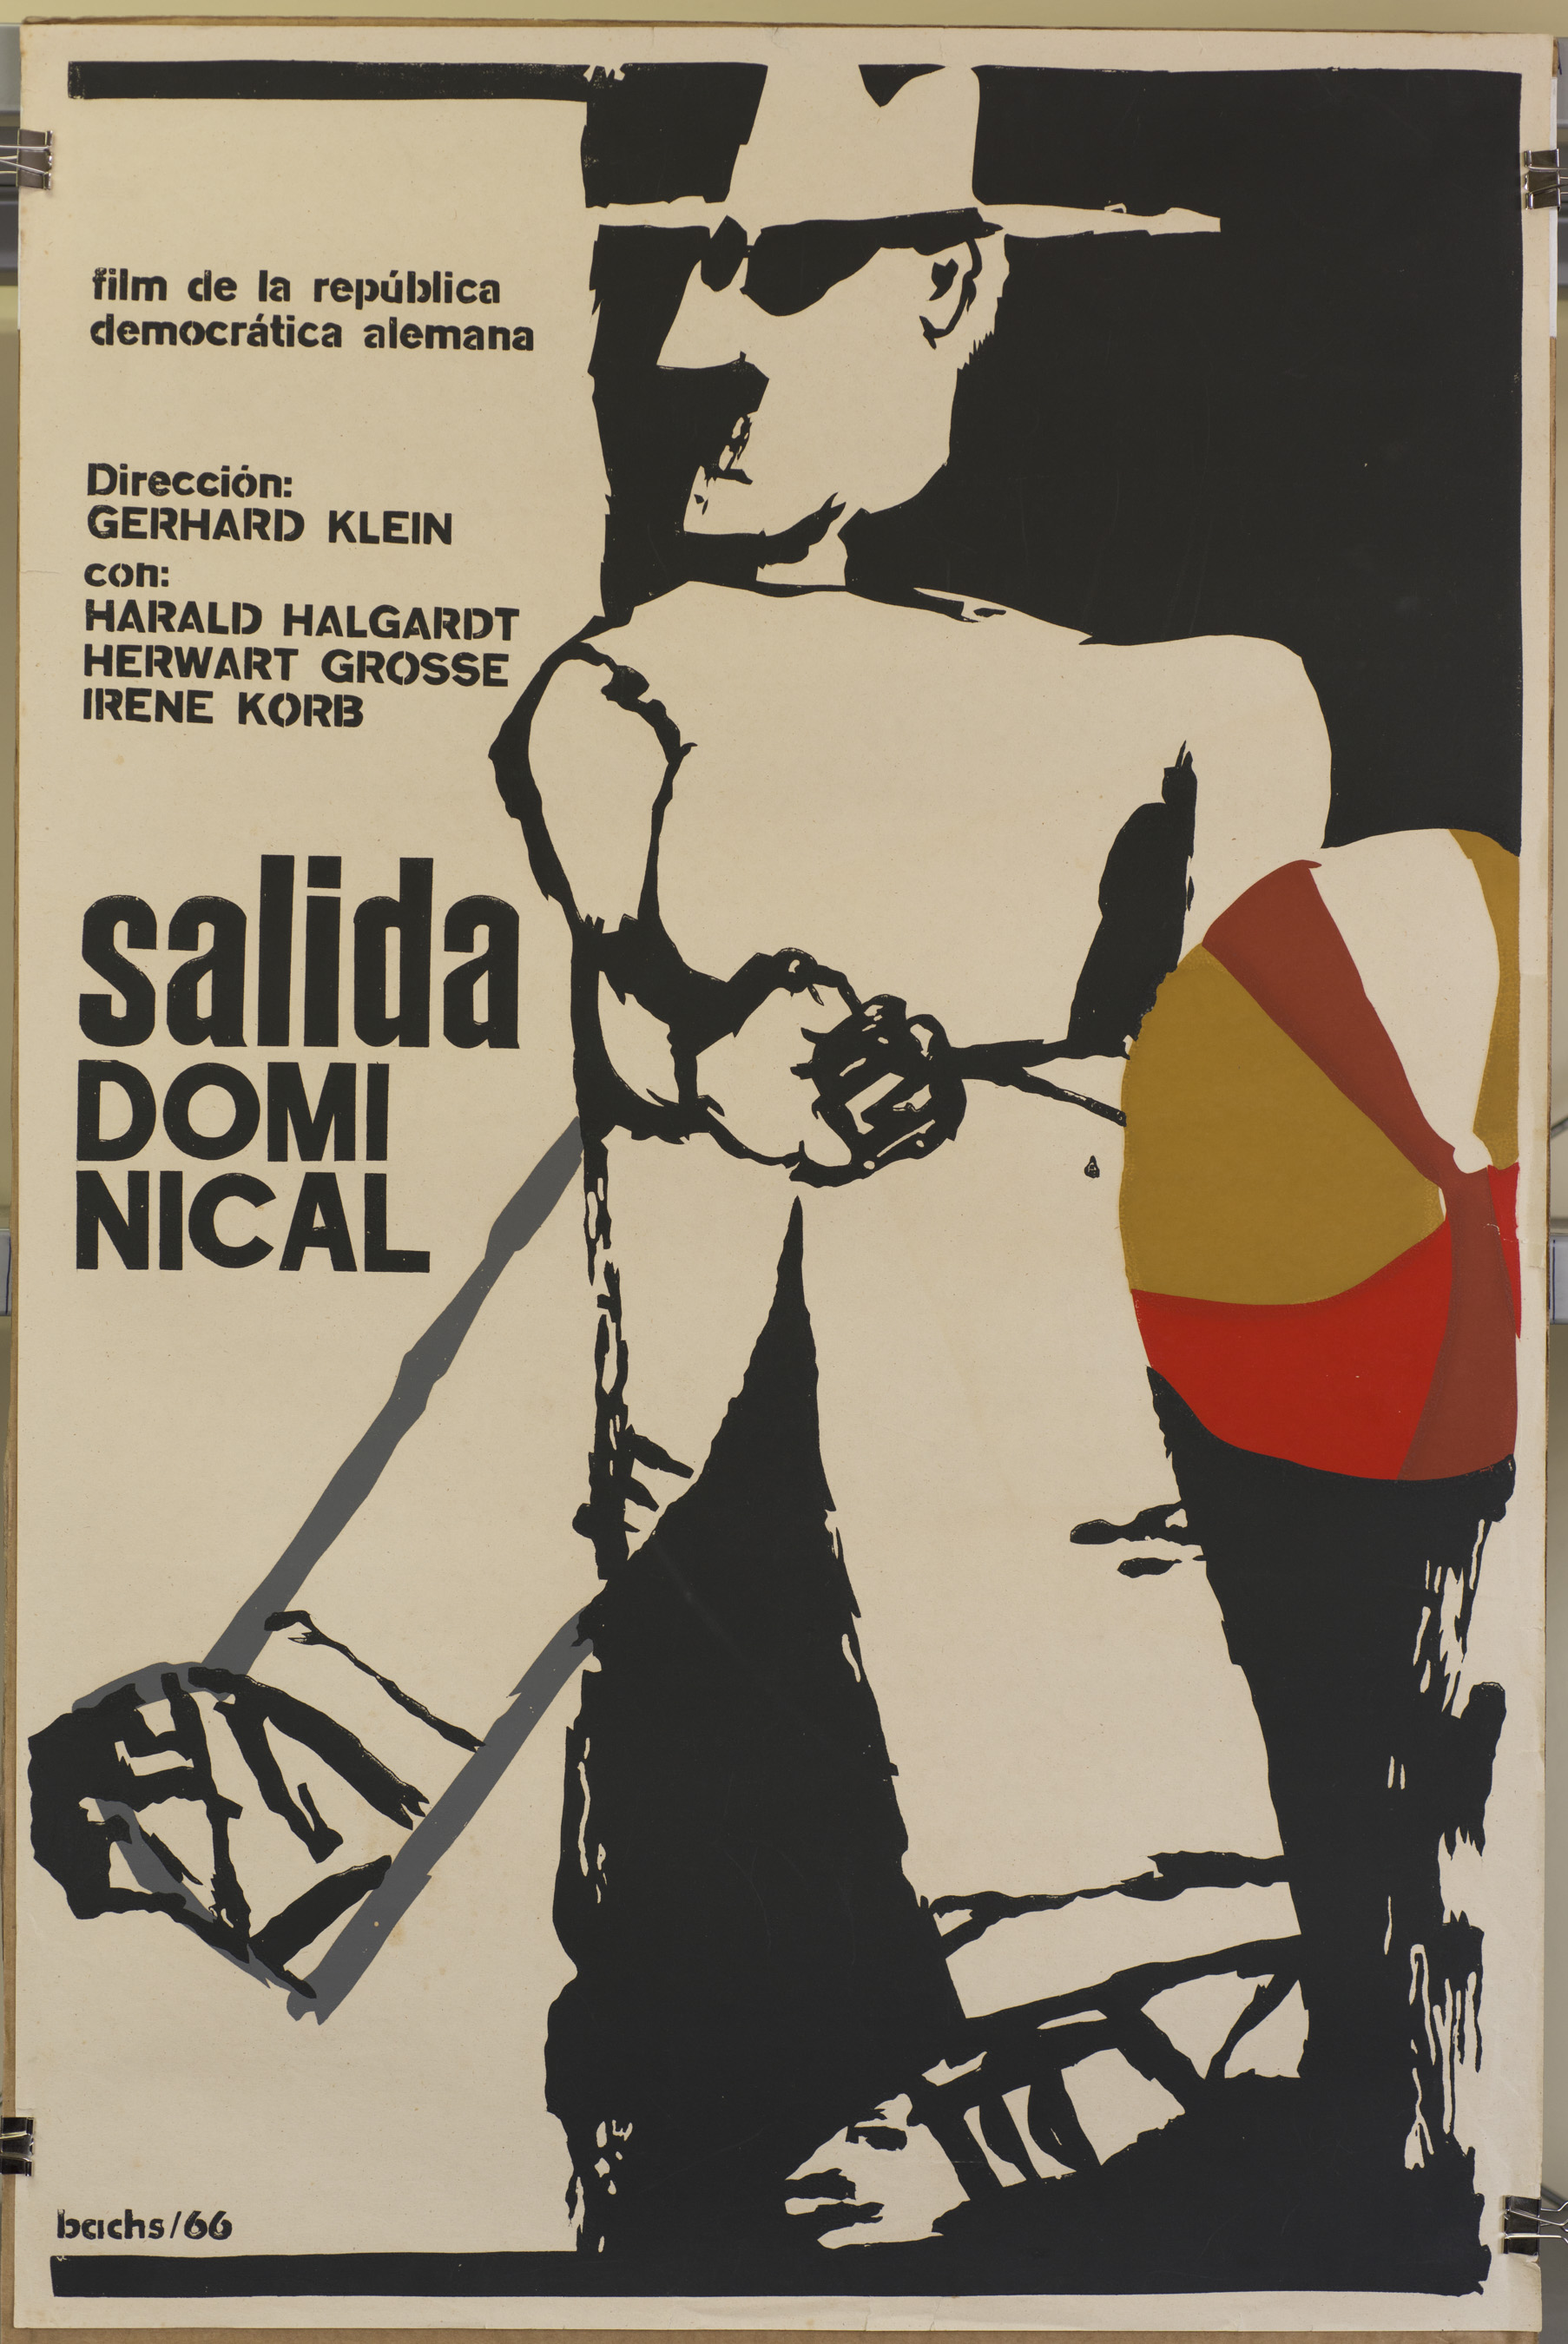 film de la república
democrática alemana
Dirección:
GERHARD KLEIN
con:
HARALD HALGARDT
HERWART GROSSE
IRENE KORB
salida
DOMI
NICAL
bachs/66